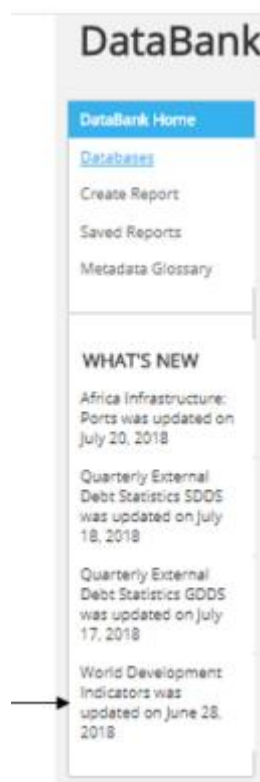 DataBank
DataBank Home
Databases
Create Report
Saved Reports
Metadata Glossary
WHAT'S NEW
Africa Infrastructure:
Ports was updated on
July 20, 2018
Quarterly External
Debt Statistics SDDS
was updated on July
18, 2018
Quarterly External
Debt Statistics GDDS
was updated on July
17, 2018
World Development
Indicators was
updated on June 28,
2018